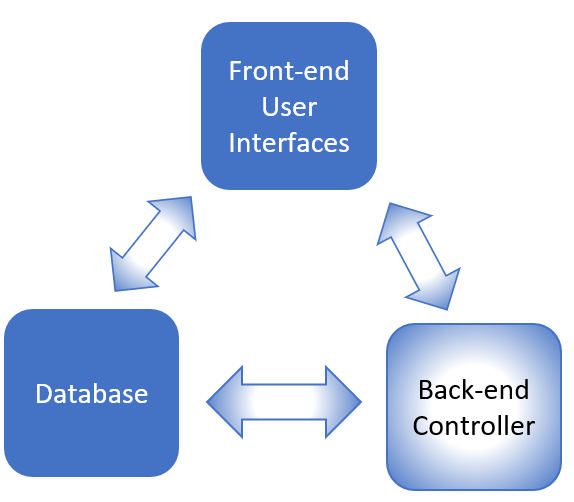 Front-end
User
Interfaces
Database
Back-end
Controller